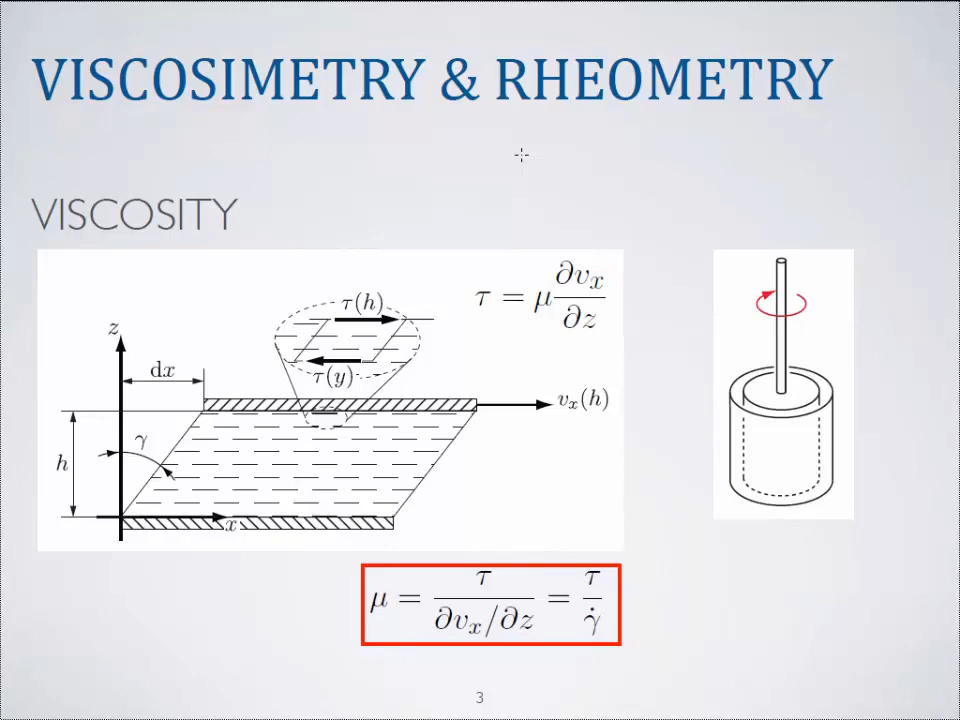 VISCOSIMETRY & RHEOMETRY
VISCOSITY
τ = μ ∂vₓ/∂z
τ(h)
z
dx
τ(y)
vₓ(h)
γ
h
x
μ = τ/(∂vₓ/∂z) = τ/γ̇
3